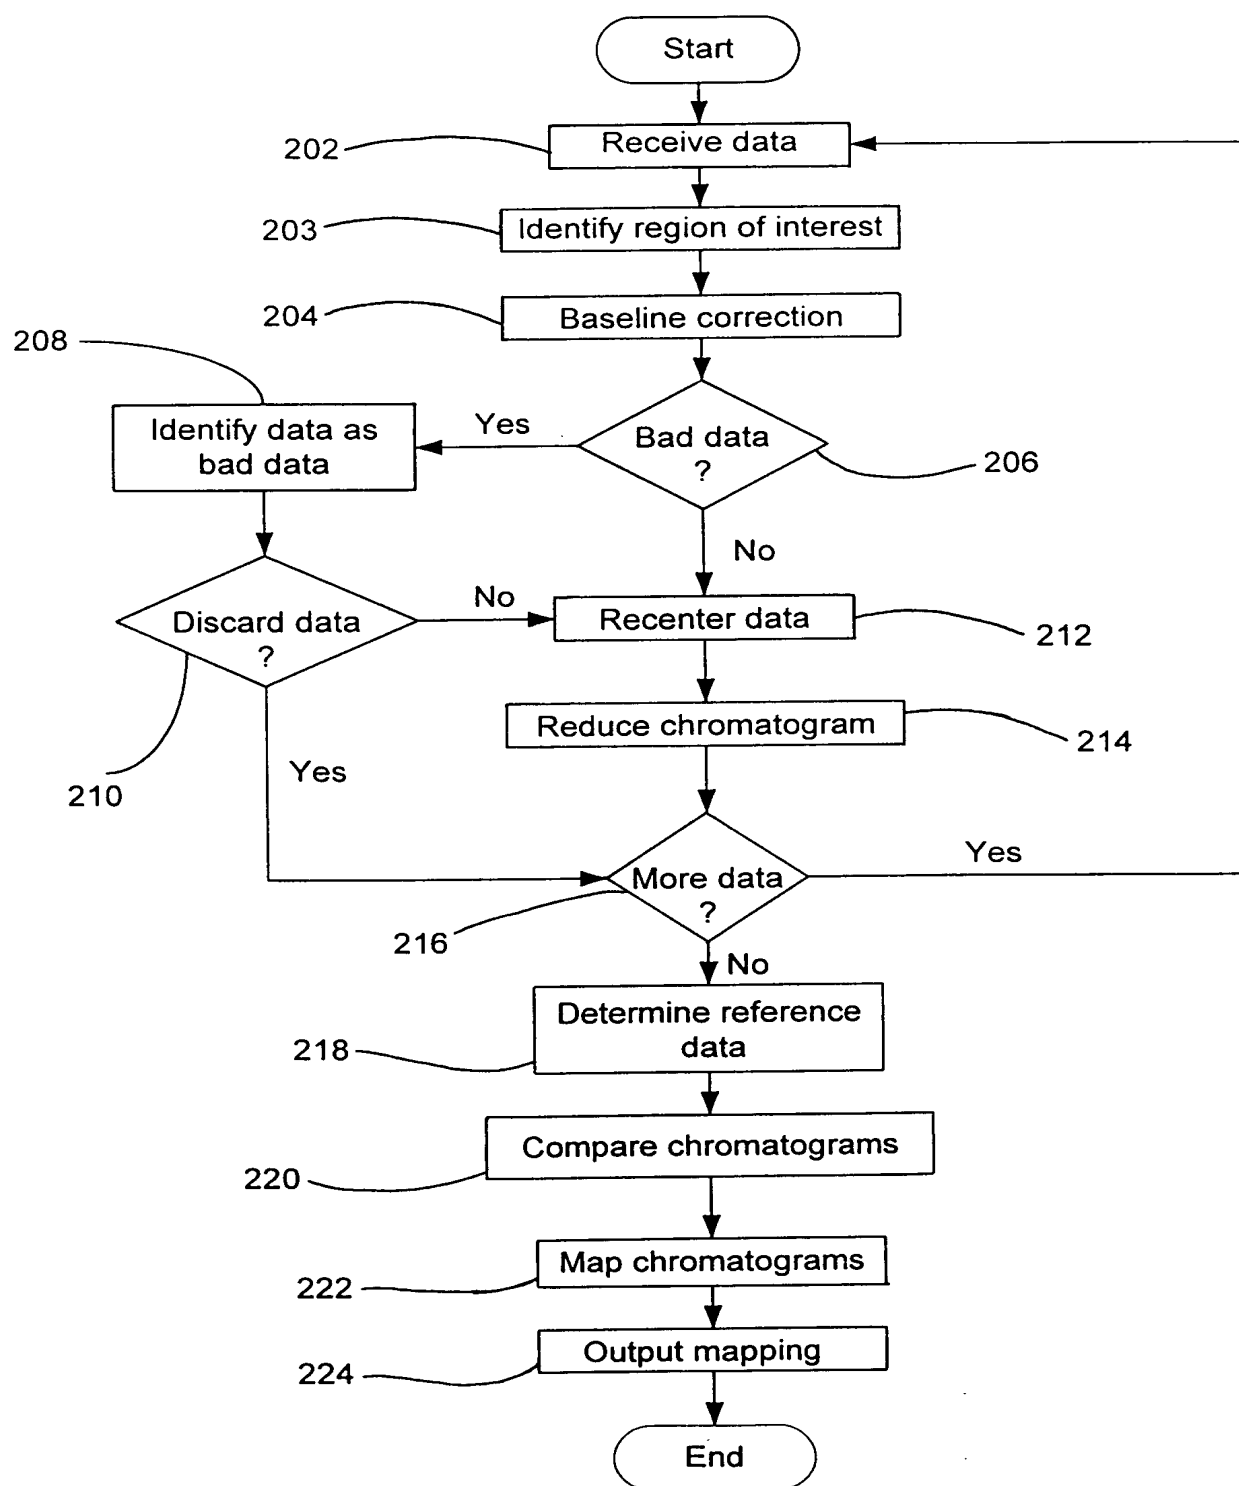 Start
Receive data
202
Identify region of interest
203
Baseline correction
204
208
Identify data as
bad data
Yes
Bad data
?
206
No
Discard data
?
No
Recenter data
212
210
Yes
Reduce chromatogram
214
More data
?
Yes
216
No
Determine reference
data
218
Compare chromatograms
220
Map chromatograms
222
Output mapping
224
End